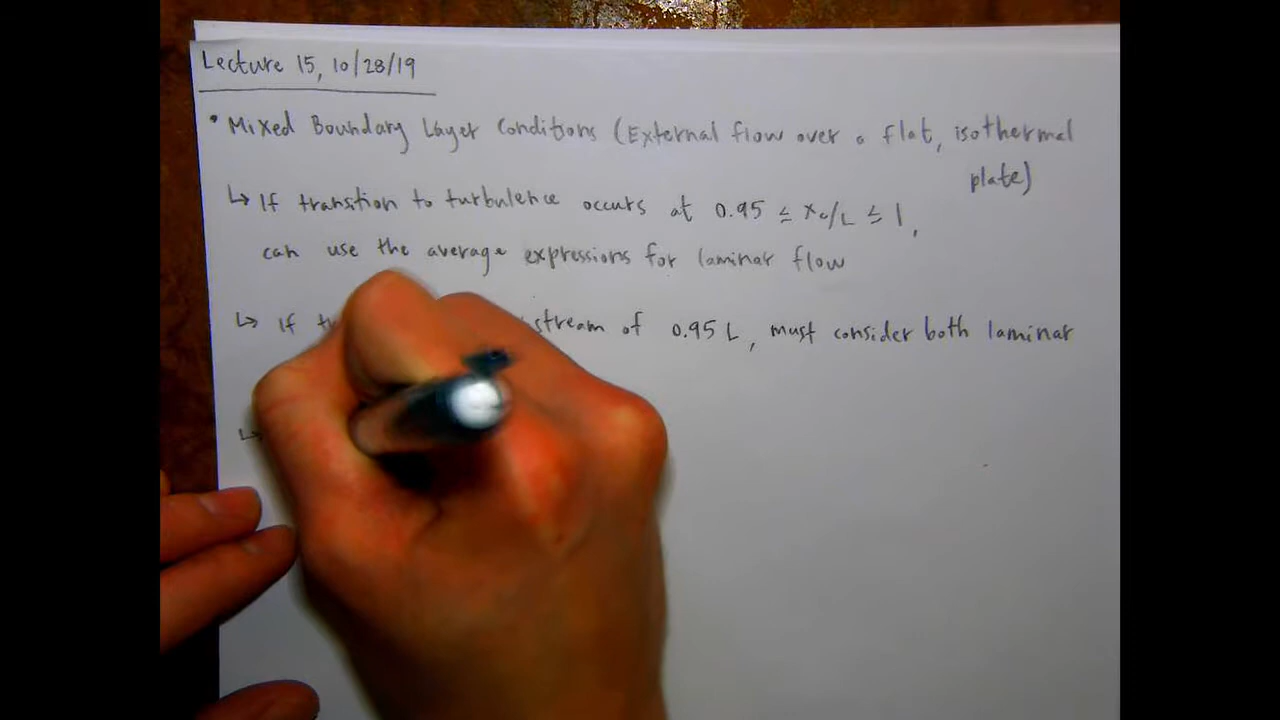 Lecture 15, 10/28/19
• Mixed Boundary Layer Conditions (External flow over a flat, isothermal
plate)
↳ If transtion to turbulence occurs at 0.95 ≤ xc/L ≤ 1,
can use the average expressions for laminar flow
↳ If stream of 0.95 L, must consider both laminar
↳